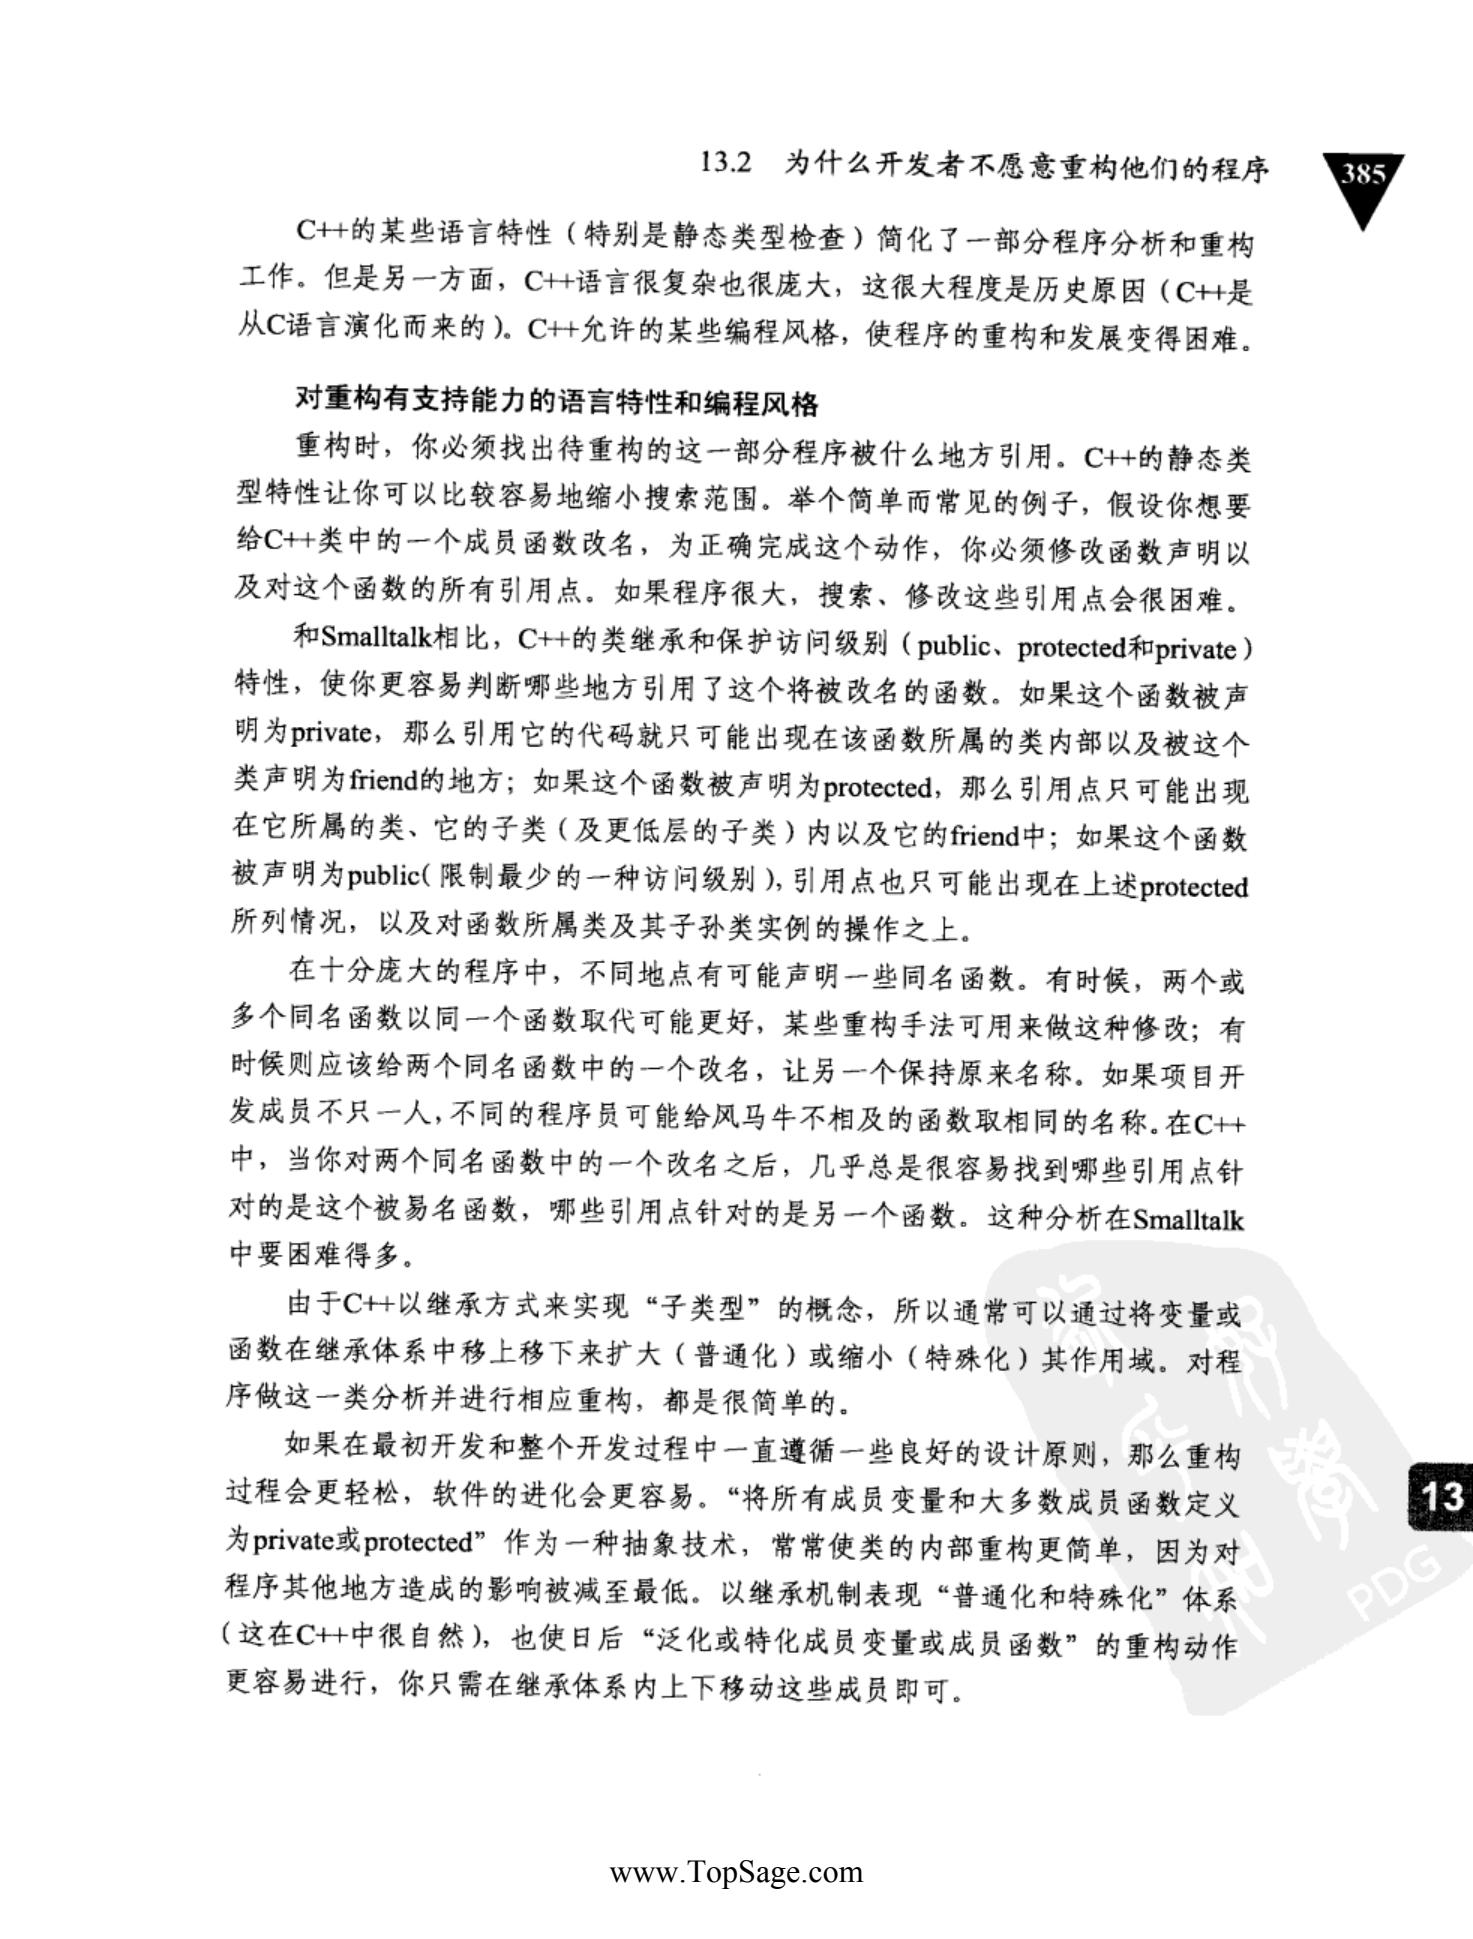 13.2 为什么开发者不愿意重构他们的程序
385
C++的某些语言特性（特别是静态类型检查）简化了一部分程序分析和重构
工作。但是另一方面，C++语言很复杂也很庞大，这很大程度是历史原因（C++是
从C语言演化而来的）。C++允许的某些编程风格，使程序的重构和发展变得困难。
对重构有支持能力的语言特性和编程风格
重构时，你必须找出待重构的这一部分程序被什么地方引用。C++的静态类
型特性让你可以比较容易地缩小搜索范围。举个简单而常见的例子，假设你想要
给C++类中的一个成员函数改名，为正确完成这个动作，你必须修改函数声明以
及对这个函数的所有引用点。如果程序很大，搜索、修改这些引用点会很困难。
和Smalltalk相比，C++的类继承和保护访问级别（public、protected和private）
特性，使你更容易判断哪些地方引用了这个将被改名的函数。如果这个函数被声
明为private，那么引用它的代码就只可能出现在该函数所属的类内部以及被这个
类声明为friend的地方；如果这个函数被声明为protected，那么引用点只可能出现
在它所属的类、它的子类（及更低层的子类）内以及它的friend中；如果这个函数
被声明为public（限制最少的一种访问级别），引用点也只可能出现在上述protected
所列情况，以及对函数所属类及其子孙类实例的操作之上。
在十分庞大的程序中，不同地点有可能声明一些同名函数。有时候，两个或
多个同名函数以同一个函数取代可能更好，某些重构手法可用来做这种修改；有
时候则应该给两个同名函数中的一个改名，让另一个保持原来名称。如果项目开
发成员不只一人，不同的程序员可能给风马牛不相及的函数取相同的名称。在C++
中，当你对两个同名函数中的一个改名之后，几乎总是很容易找到哪些引用点针
对的是这个被易名函数，哪些引用点针对的是另一个函数。这种分析在Smalltalk
中要困难得多。
由于C++以继承方式来实现“子类型”的概念，所以通常可以通过将变量或
函数在继承体系中移上移下来扩大（普通化）或缩小（特殊化）其作用域。对程
序做这一类分析并进行相应重构，都是很简单的。
如果在最初开发和整个开发过程中一直遵循一些良好的设计原则，那么重构
过程会更轻松，软件的进化会更容易。“将所有成员变量和大多数成员函数定义
为private或protected”作为一种抽象技术，常常使类的内部重构更简单，因为对
程序其他地方造成的影响被减至最低。以继承机制表现“普通化和特殊化”体系
（这在C++中很自然），也使日后“泛化或特化成员变量或成员函数”的重构动作
更容易进行，你只需在继承体系内上下移动这些成员即可。
13
PDG
www.TopSage.com